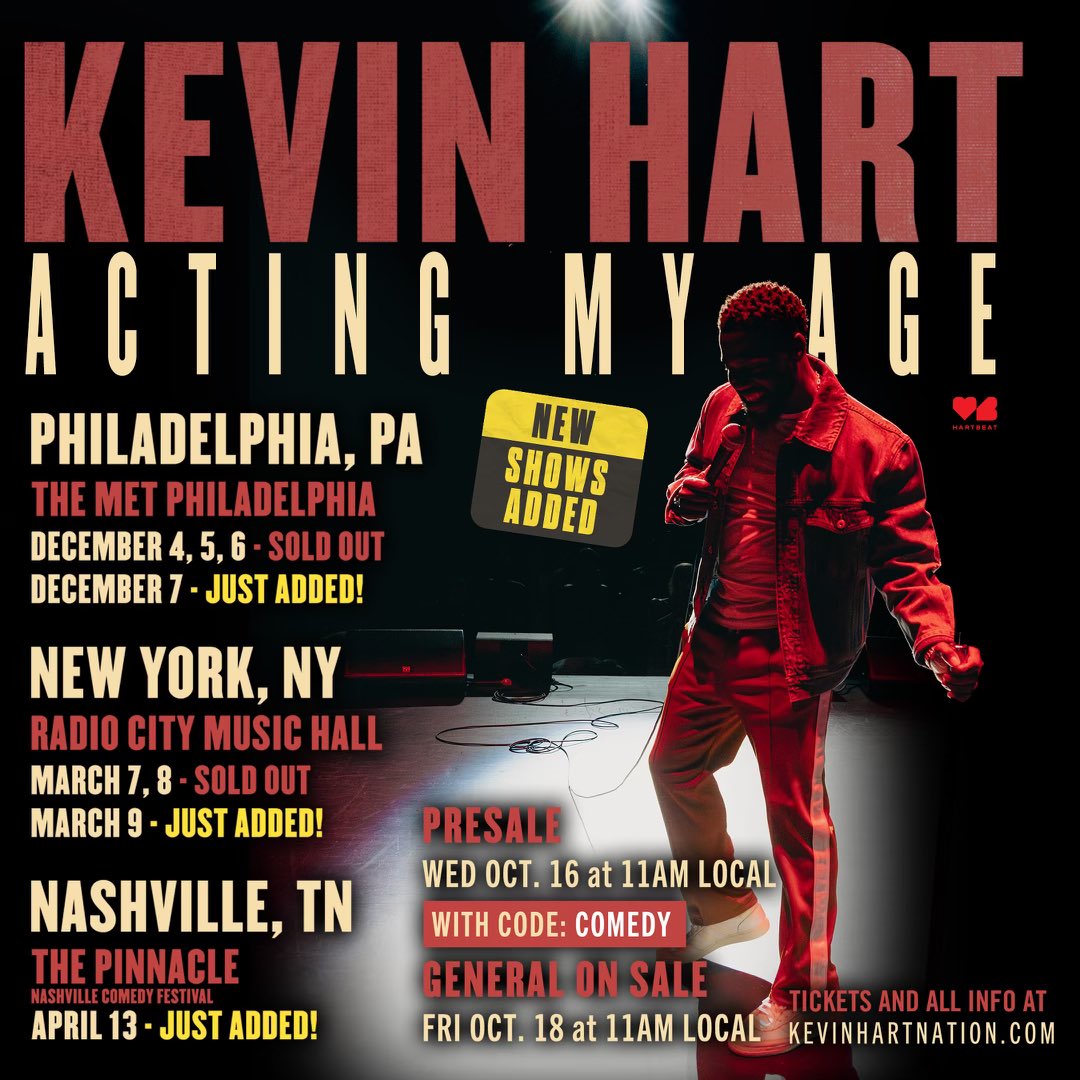 KEVIN HART
ACTING MY AGE
HARTBEAT
NEW
SHOWS
ADDED
PHILADELPHIA, PA
THE MET PHILADELPHIA
DECEMBER 4, 5, 6 - SOLD OUT
DECEMBER 7 - JUST ADDED!
NEW YORK, NY
RADIO CITY MUSIC HALL
MARCH 7, 8 - SOLD OUT
MARCH 9 - JUST ADDED!
NASHVILLE, TN
THE PINNACLE
NASHVILLE COMEDY FESTIVAL
APRIL 13 - JUST ADDED!
PRESALE
WED OCT. 16 at 11AM LOCAL
WITH CODE: COMEDY
GENERAL ON SALE
FRI OCT. 18 at 11AM LOCAL
TICKETS AND ALL INFO AT
KEVINHARTNATION.COM